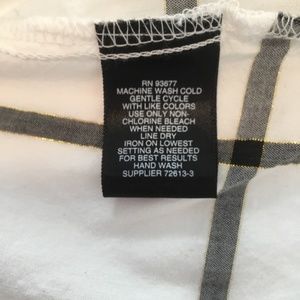 RN 93677
MACHINE WASH COLD
GENTLE CYCLE
WITH LIKE COLORS
USE ONLY NON-
CHLORINE BLEACH
WHEN NEEDED
LINE DRY
IRON ON LOWEST
SETTING AS NEEDED
FOR BEST RESULTS
HAND WASH
SUPPLIER 72613-3